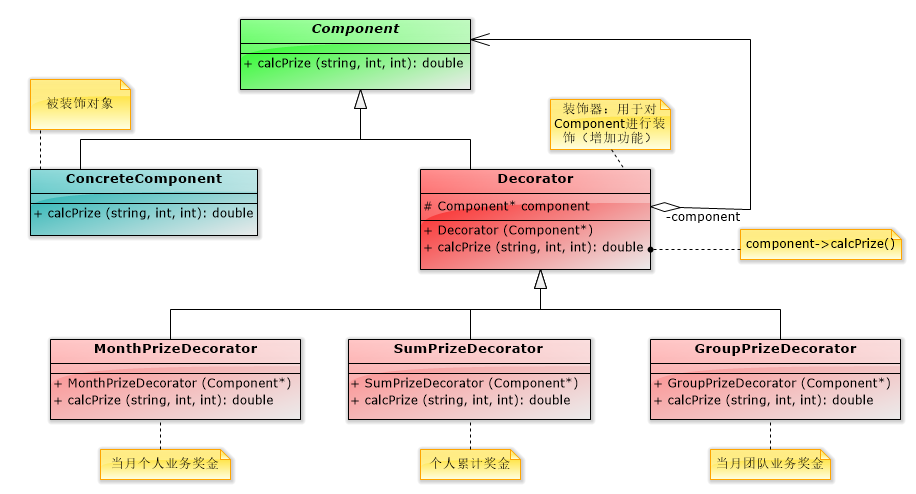 Component
+ calcPrize (string, int, int): double
被装饰对象
装饰器：用于对
Component进行装
饰（增加功能）
ConcreteComponent
+ calcPrize (string, int, int): double
Decorator
# Component* component
+ Decorator (Component*)
+ calcPrize (string, int, int): double
-component
component->calcPrize()
MonthPrizeDecorator
+ MonthPrizeDecorator (Component*)
+ calcPrize (string, int, int): double
SumPrizeDecorator
+ SumPrizeDecorator (Component*)
+ calcPrize (string, int, int): double
GroupPrizeDecorator
+ GroupPrizeDecorator (Component*)
+ calcPrize (string, int, int): double
当月个人业务奖金
个人累计奖金
当月团队业务奖金